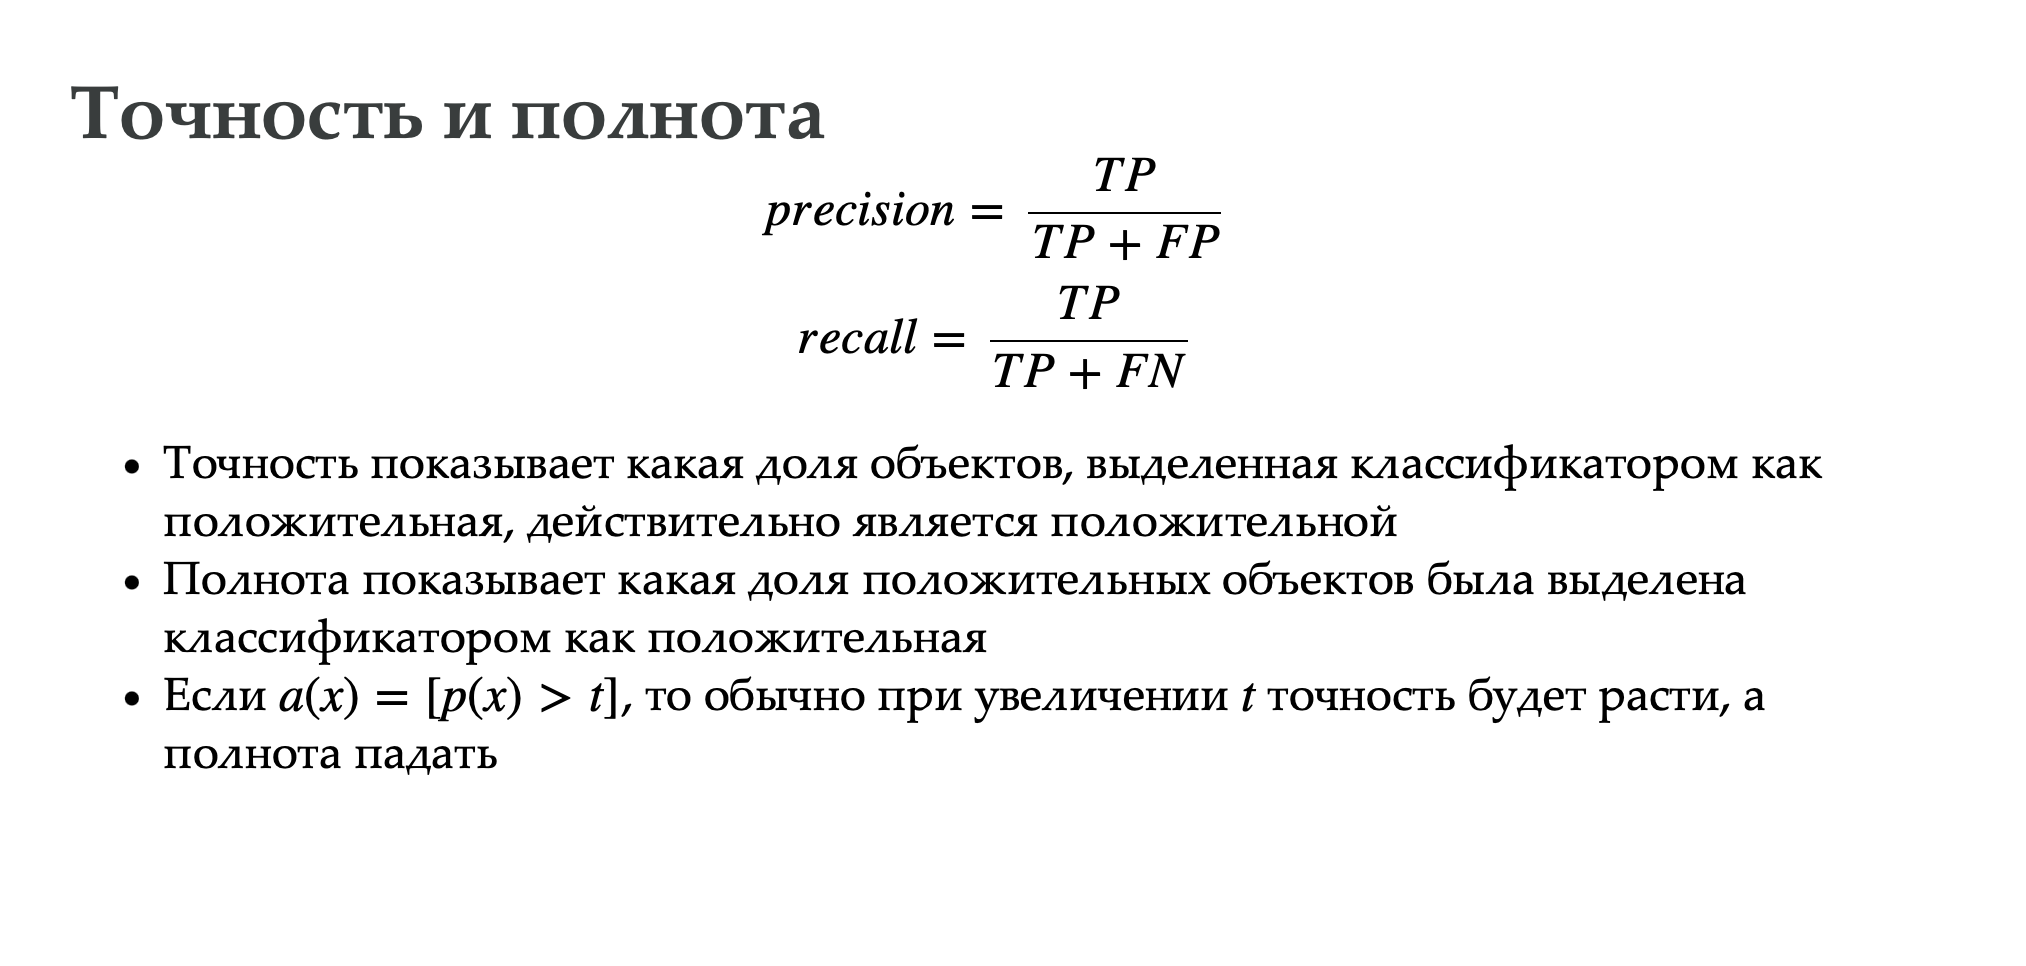 Точность и полнота
precision = TP / (TP + FP)
recall = TP / (TP + FN)
• Точность показывает какая доля объектов, выделенная классификатором как
положительная, действительно является положительной
• Полнота показывает какая доля положительных объектов была выделена
классификатором как положительная
• Если a(x) = [p(x) > t], то обычно при увеличении t точность будет расти, а
полнота падать